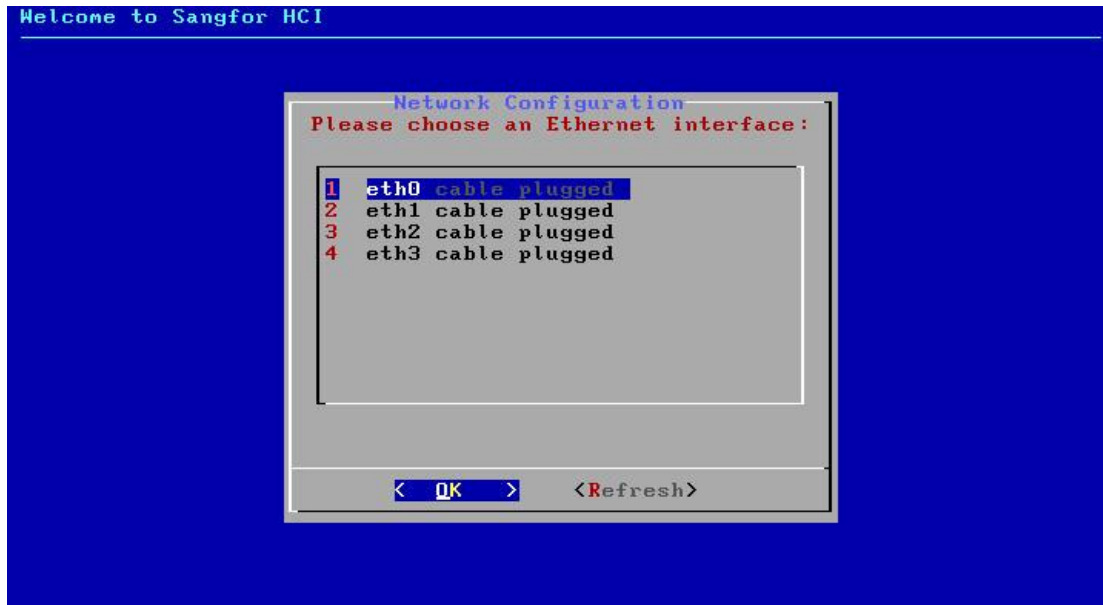 Welcome to Sangfor HCI
Network Configuration
Please choose an Ethernet interface:
1 eth0 cable plugged
2 eth1 cable plugged
3 eth2 cable plugged
4 eth3 cable plugged
< OK > <Refresh>